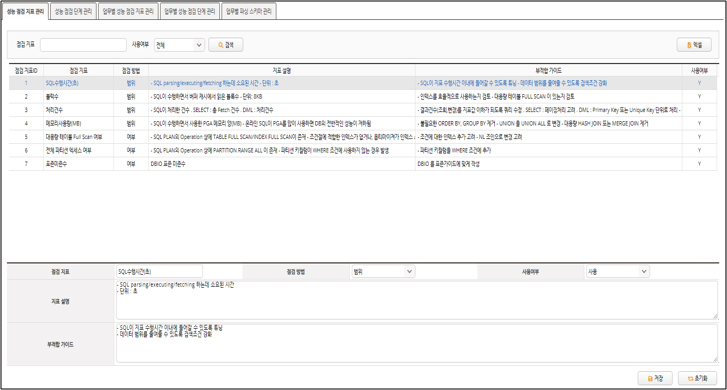 성능 점검 지표 관리 성능 점검 단계 관리 업무별 성능 점검 지표 관리 업무별 성능 점검 단계 관리 업무별 파싱 스키마 관리
점검 지표 사용여부 전체 검색 엑셀
점검 지표ID 점검 지표 점검 방법 지표 설명 부적합 가이드 사용여부
1 SQL수행시간(초) 범위 - SQL parsing/executing/fetching 하는데 소요된 시간 - 단위 : 초 - SQL이 지표 수행시간 이내에 들어갈 수 있도록 튜닝 - 데이터 범위를 줄여줄 수 있도록 검색조건 강화 Y
2 블럭수 범위 - SQL이 수행하면서 버퍼 캐시에서 읽은 블록수 - 단위: 8KB - 인덱스를 효율적으로 사용하는지 검토 - 대용량 테이블 FULL SCAN 이 있는지 검토 Y
3 처리건수 범위 - SQL이 처리한 건수 . SELECT : 총 Fetch 건수 . DML : 처리건수 - 결과건수(조회,변경)를 지표값 이하가 되도록 쿼리 수정 . SELECT : 페이징처리 고려 . DML : Primary Key 또는 Unique Key 단위로 처리 -
4 메모리사용량(MB) 범위 - SQL이 수행하면서 사용한 PGA 메모리 양(MB) - 온라인 SQL이 PGA를 많이 사용하면 DB의 전반적인 성능이 저하됨 - 불필요한 ORDER BY, GROUP BY 제거 - UNION 을 UNION ALL 로 변경 - 대용량 HASH JOIN 또는 MERGE JOIN 제거 Y
5 대용량 테이블 Full Scan 여부 여부 - SQL PLAN의 Operation 상에 TABLE FULL SCAN/INDEX FULL SCAN이 존재 - 조건절에 적합한 인덱스가 없거나, 옵티마이저가 인덱스 - 조건에 대한 인덱스 추가 고려 - NL 조인으로 변경 고려 Y
6 전체 파티션 엑세스 여부 여부 - SQL PLAN의 Operation 상에 PARTITION RANGE ALL 이 존재 - 파티션 키컬럼이 WHERE 조건에 사용하지 않는 경우 발생 - 파티션 키컬럼을 WHERE 조건에 추가 Y
7 표준미준수 여부 DBIO 표준 미준수 DBIO 를 표준가이드에 맞게 작성 Y
점검 지표 SQL수행시간(초) 점검 방법 범위 사용여부 사용
지표 설명
- SQL parsing/executing/fetching 하는데 소요된 시간
- 단위 : 초
부적합 가이드
- SQL이 지표 수행시간 이내에 들어갈 수 있도록 튜닝
- 데이터 범위를 줄여줄 수 있도록 검색조건 강화
저장 초기화